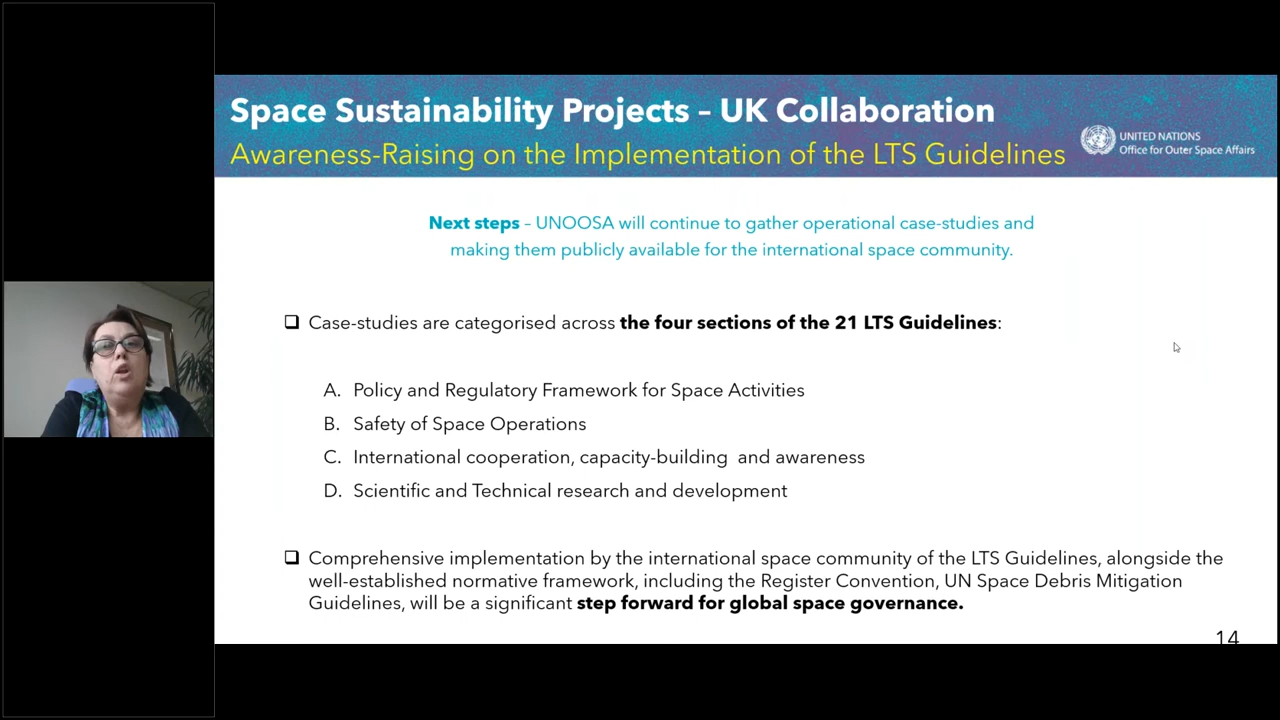 Space Sustainability Projects – UK Collaboration
Awareness-Raising on the Implementation of the LTS Guidelines
UNITED NATIONS
Office for Outer Space Affairs
Next steps – UNOOSA will continue to gather operational case-studies and
making them publicly available for the international space community.
Case-studies are categorised across the four sections of the 21 LTS Guidelines:
A. Policy and Regulatory Framework for Space Activities
B. Safety of Space Operations
C. International cooperation, capacity-building and awareness
D. Scientific and Technical research and development
Comprehensive implementation by the international space community of the LTS Guidelines, alongside the
well-established normative framework, including the Register Convention, UN Space Debris Mitigation
Guidelines, will be a significant step forward for global space governance.
14